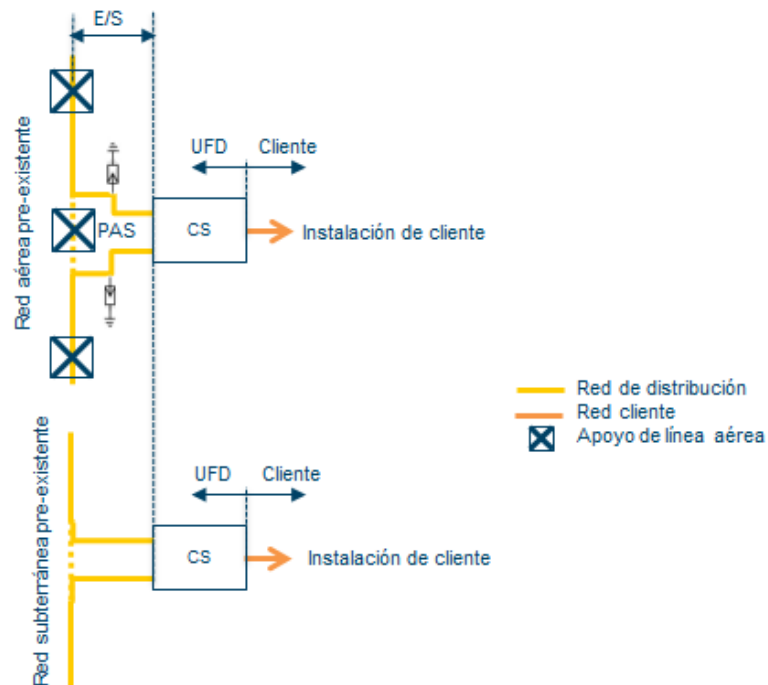 E/S
Red aérea pre-existente
UFD
Cliente
PAS
CS
Instalación de cliente
Red de distribución
Red cliente
Apoyo de línea aérea
Red subterránea pre-existente
UFD
Cliente
CS
Instalación de cliente